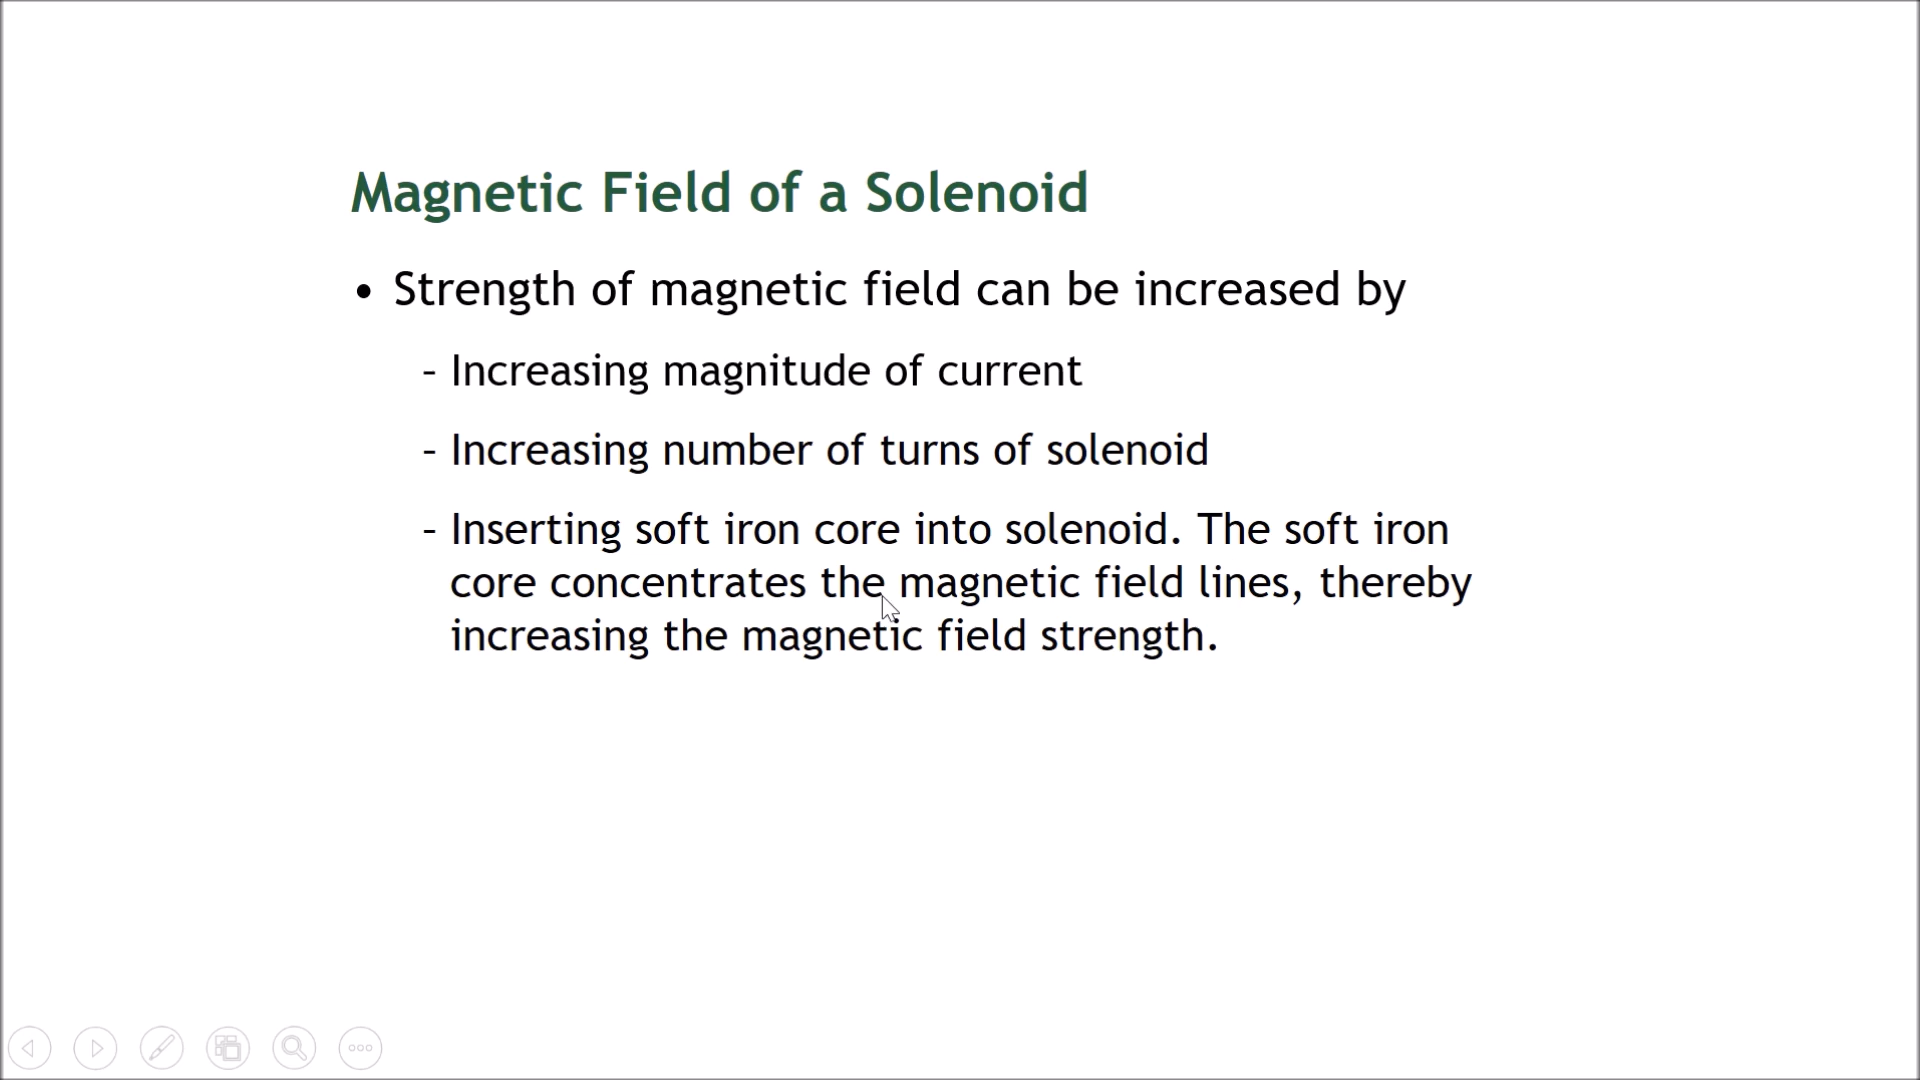 Magnetic Field of a Solenoid
• Strength of magnetic field can be increased by
– Increasing magnitude of current
– Increasing number of turns of solenoid
– Inserting soft iron core into solenoid. The soft iron
core concentrates the magnetic field lines, thereby
increasing the magnetic field strength.